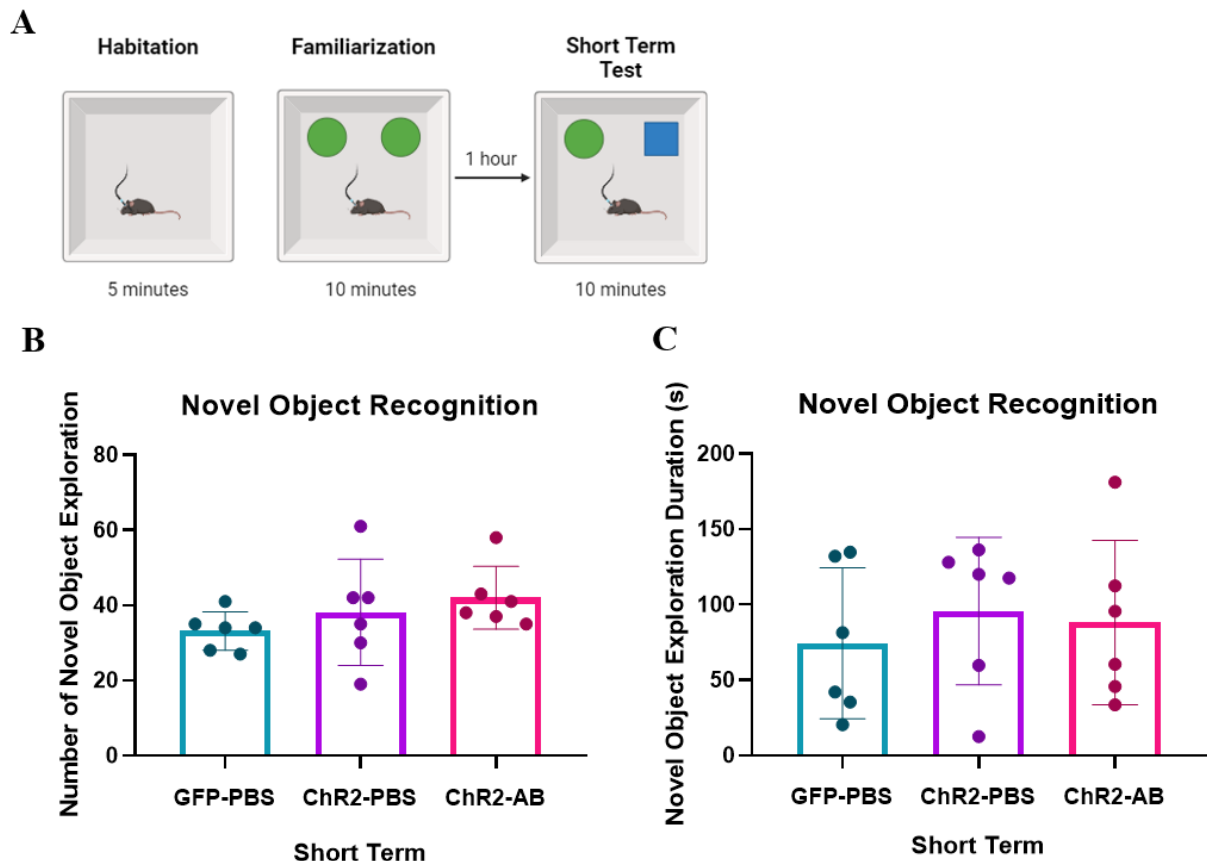 A
Habitation
Familiarization
Short Term
Test
1 hour
5 minutes
10 minutes
10 minutes
B
Novel Object Recognition
Number of Novel Object Exploration
80
60
40
20
0
GFP-PBS
ChR2-PBS
ChR2-AB
Short Term
C
Novel Object Recognition
Novel Object Exploration Duration (s)
200
150
100
50
0
GFP-PBS
ChR2-PBS
ChR2-AB
Short Term